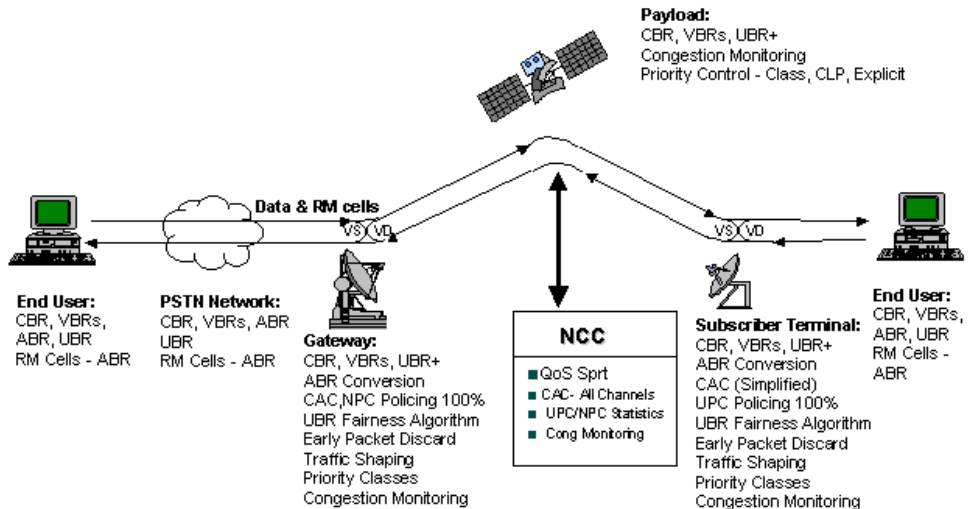 Payload:
CBR, VBRs, UBR+
Congestion Monitoring
Priority Control - Class, CLP, Explicit
Data & RM cells
VS VD
VS VD
End User:
CBR, VBRs,
ABR, UBR
RM Cells - ABR
PSTN Network:
CBR, VBRs, ABR
UBR
RM Cells - ABR
Gateway:
CBR, VBRs, UBR+
ABR Conversion
CAC,NPC Policing 100%
UBR Fairness Algorithm
Early Packet Discard
Traffic Shaping
Priority Classes
Congestion Monitoring
NCC
QoS Sprt
CAC- All Channels
UPC/NPC Statistics
Cong Monitoring
Subscriber Terminal:
CBR, VBRs, UBR+
ABR Conversion
CAC (Simplified)
UPC Policing 100%
UBR Fairness Algorithm
Early Packet Discard
Traffic Shaping
Priority Classes
Congestion Monitoring
End User:
CBR, VBRs,
ABR, UBR
RM Cells -
ABR